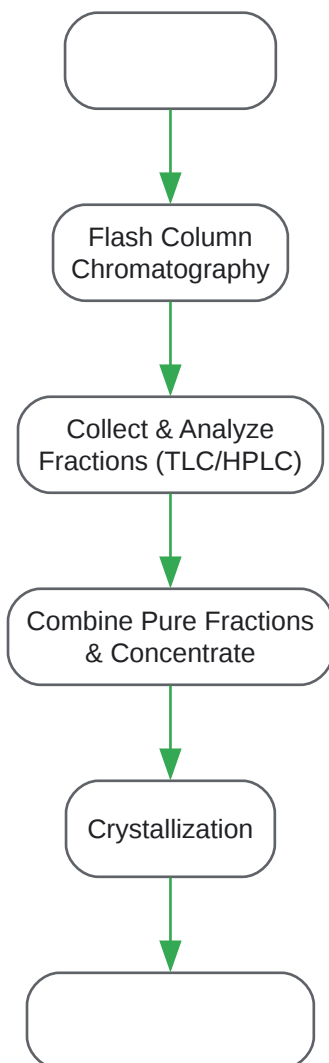 Flash Column
Chromatography
Collect & Analyze
Fractions (TLC/HPLC)
Combine Pure Fractions
& Concentrate
Crystallization